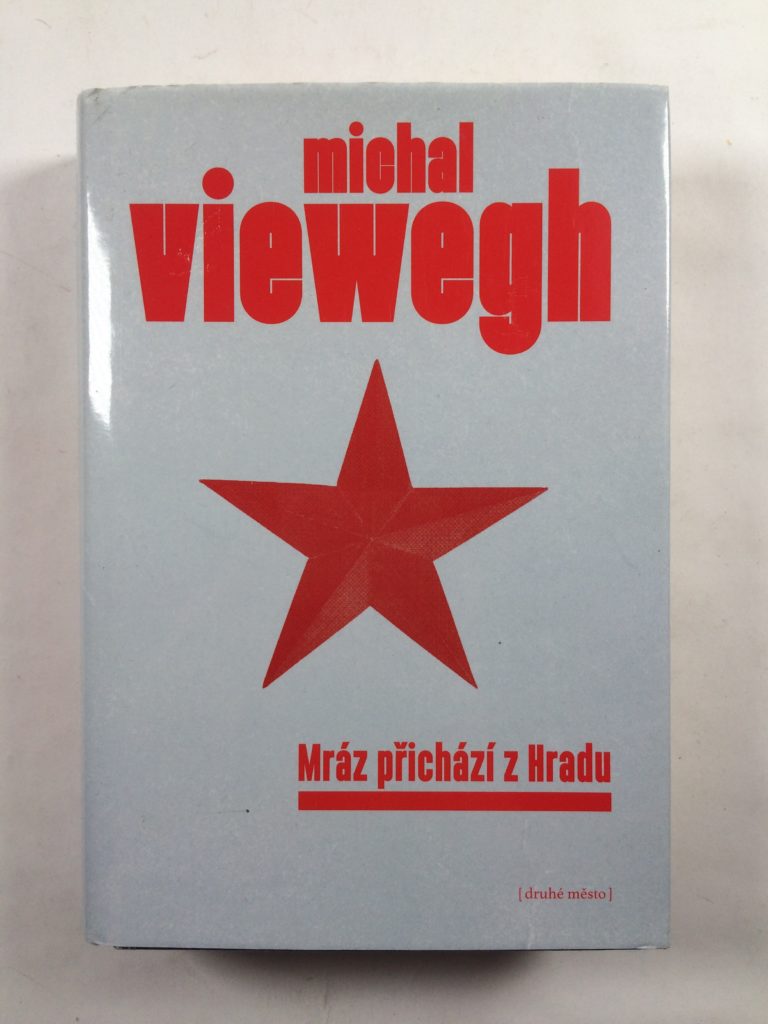 michal
viewegh
Mráz přichází z Hradu
[ druhé město ]